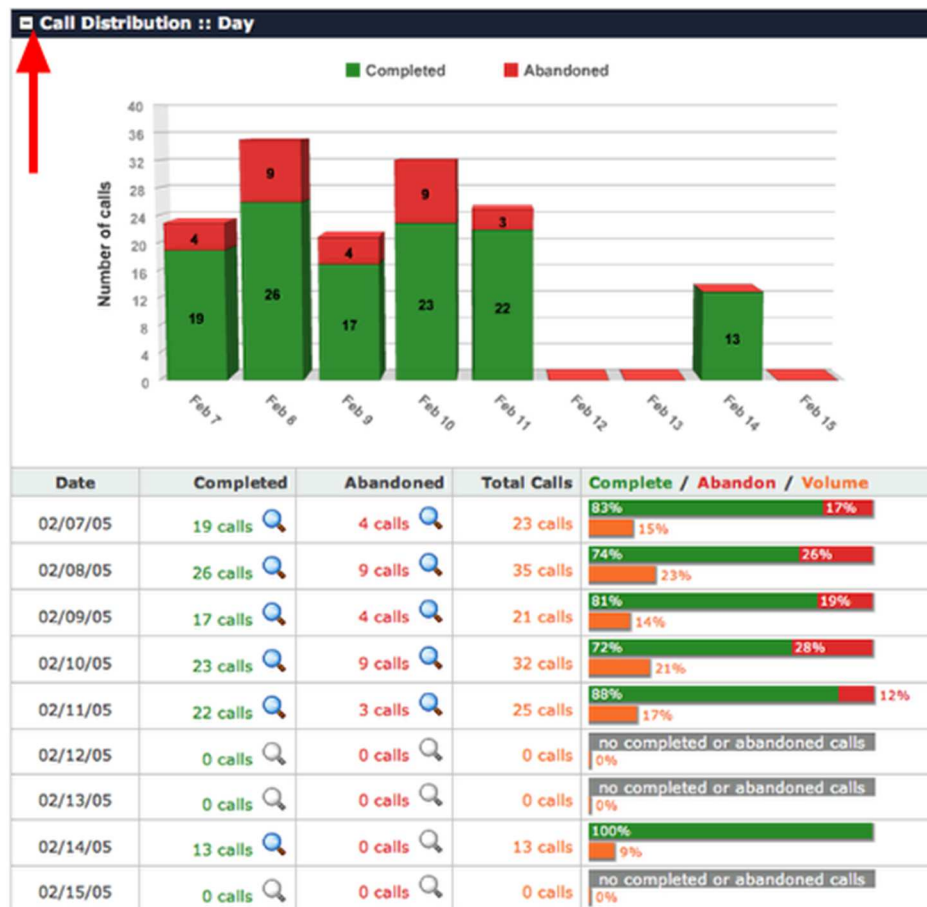 Call Distribution :: Day
Completed Abandoned
Number of calls
40
36
32
28
24
20
16
12
8
4
0
4
19
9
26
4
17
9
23
3
22
13
Feb 7 Feb 8 Feb 9 Feb 10 Feb 11 Feb 12 Feb 13 Feb 14 Feb 15
Date Completed Abandoned Total Calls Complete / Abandon / Volume
02/07/05 19 calls 4 calls 23 calls 83% 17%
15%
02/08/05 26 calls 9 calls 35 calls 74% 26%
23%
02/09/05 17 calls 4 calls 21 calls 81% 19%
14%
02/10/05 23 calls 9 calls 32 calls 72% 28%
21%
02/11/05 22 calls 3 calls 25 calls 88% 12%
17%
02/12/05 0 calls 0 calls 0 calls no completed or abandoned calls
0%
02/13/05 0 calls 0 calls 0 calls no completed or abandoned calls
0%
02/14/05 13 calls 0 calls 13 calls 100%
9%
02/15/05 0 calls 0 calls 0 calls no completed or abandoned calls
0%